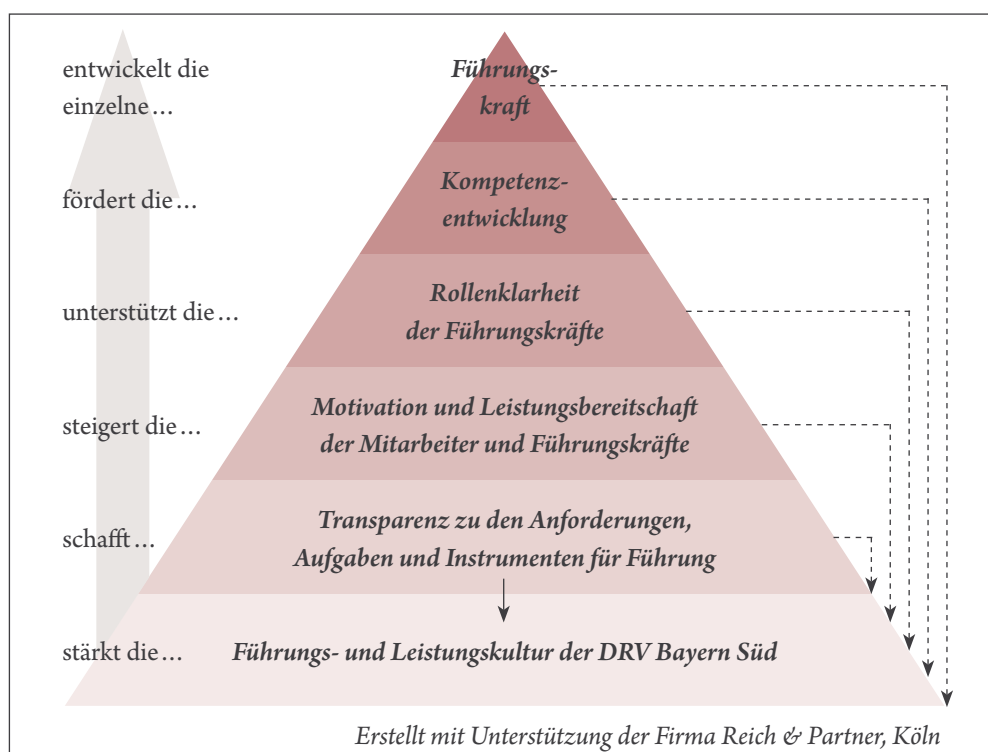 entwickelt die
einzelne…
Führungs-
kraft
fördert die…
Kompetenz-
entwicklung
unterstützt die…
Rollenklarheit
der Führungskräfte
steigert die…
Motivation und Leistungsbereitschaft
der Mitarbeiter und Führungskräfte
schafft…
Transparenz zu den Anforderungen,
Aufgaben und Instrumenten für Führung
stärkt die…
Führungs- und Leistungskultur der DRV Bayern Süd
Erstellt mit Unterstützung der Firma Reich & Partner, Köln